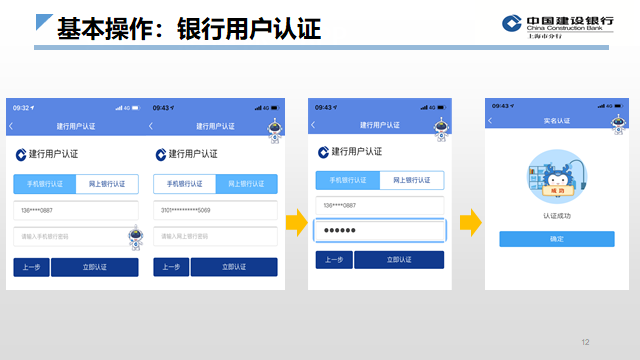 基本操作：银行用户认证
中国建设银行
China Construction Bank
上海市分行
09:32
4G
建行用户认证
建行用户认证
手机银行认证
网上银行认证
136****0887
请输入手机银行密码
上一步
立即认证
09:43
4G
建行用户认证
建行用户认证
手机银行认证
网上银行认证
3101**********5069
请输入网上银行密码
上一步
立即认证
09:43
4G
建行用户认证
建行用户认证
手机银行认证
网上银行认证
136****0887
●●●●●●
上一步
立即认证
09:43
4G
实名认证
成功
认证成功
确定
12